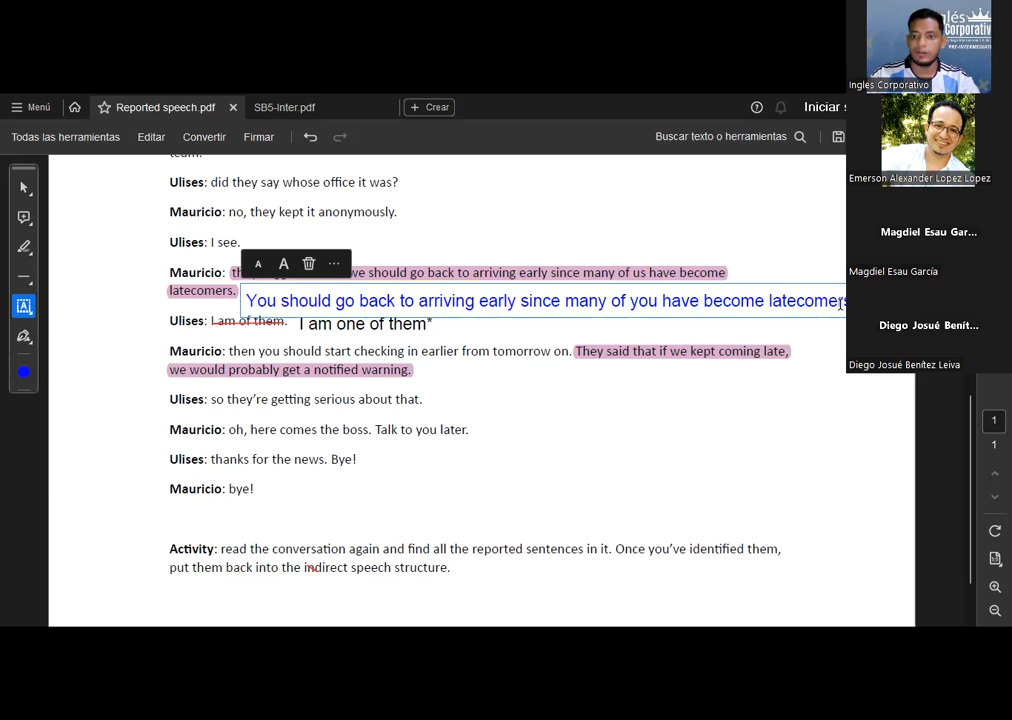 Inglés
Corporativo
PRE-INTERMEDIATE
Ingles Corporativo
Menú
Reported speech.pdf
SB5-Inter.pdf
Crear
Iniciar s
Todas las herramientas
Editar
Convertir
Firmar
Buscar texto o herramientas
Emerson Alexander Lopez Lopez
team.
Ulises: did they say whose office it was?
Mauricio: no, they kept it anonymously.
Ulises: I see.
Mauricio: we should go back to arriving early since many of us have become
latecomers.
You should go back to arriving early since many of you have become latecomers
Ulises: I am of them. I am one of them*
Mauricio: then you should start checking in earlier from tomorrow on. They said that if we kept coming late,
we would probably get a notified warning.
Ulises: so they're getting serious about that.
Mauricio: oh, here comes the boss. Talk to you later.
Ulises: thanks for the news. Bye!
Mauricio: bye!
Activity: read the conversation again and find all the reported sentences in it. Once you've identified them,
put them back into the indirect speech structure.
Magdiel Esau Gar...
Magdiel Esau García
Diego Josué Benít...
Diego Josué Benítez Leiva
1
1